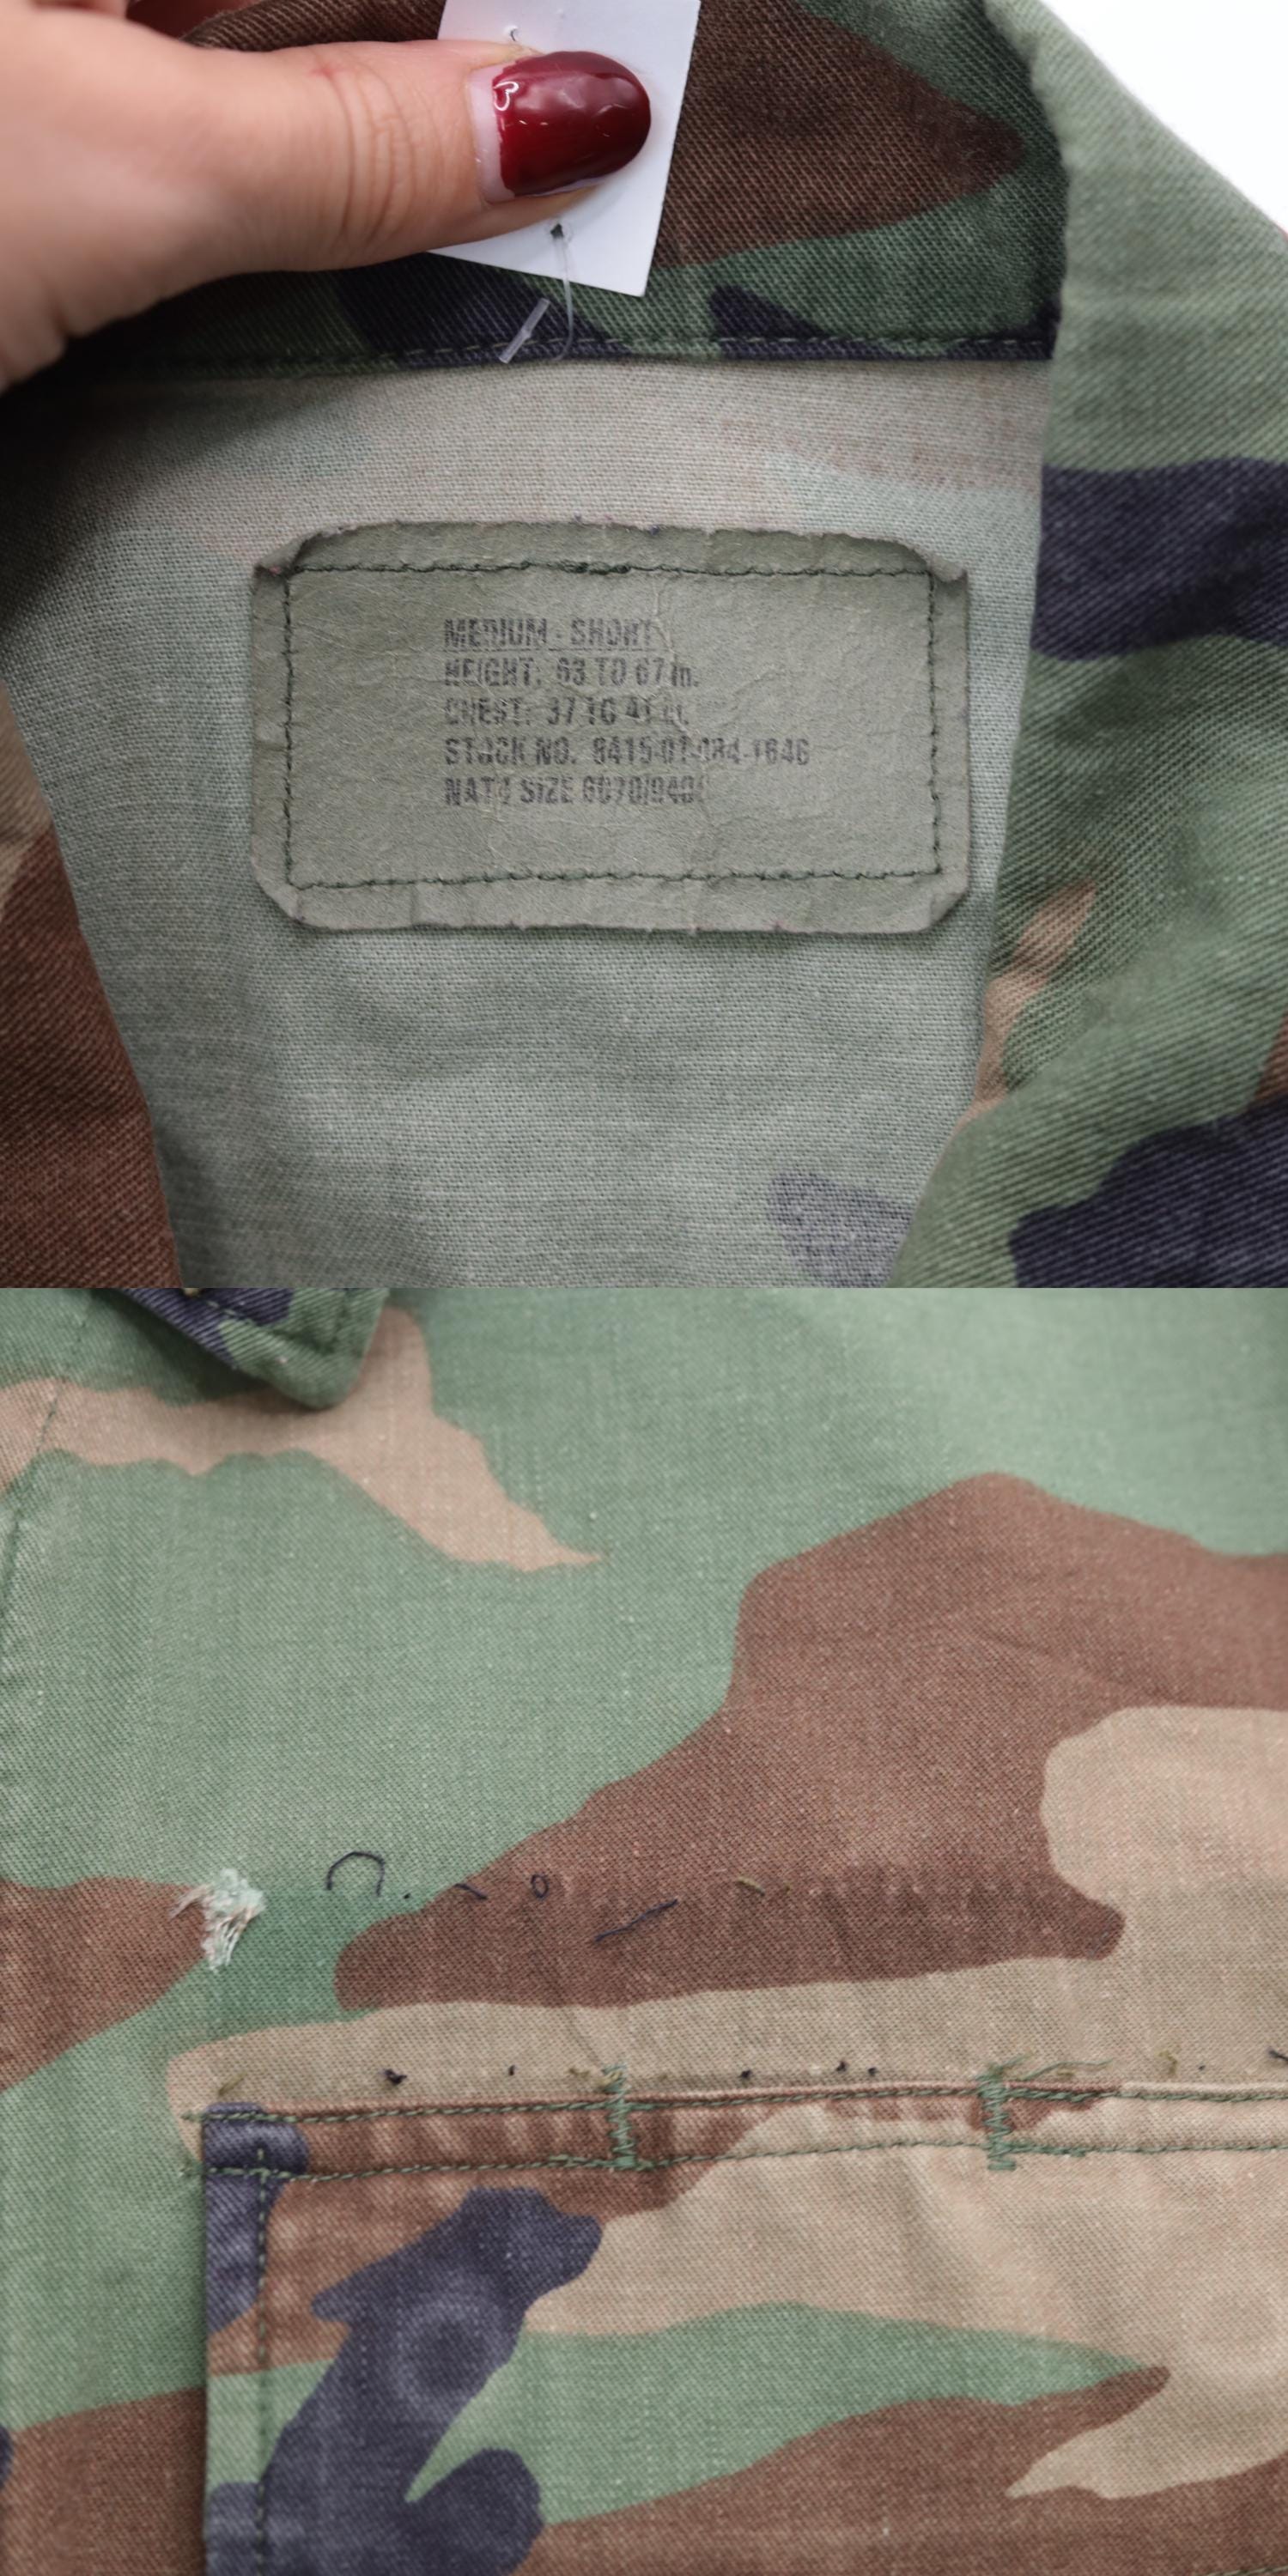 MEDIUM - SHORT
HEIGHT: 63 TO 67 in.
CHEST: 37 TO 41 in.
STOCK NO. 8415-01-084-1646
NATO SIZE 6070/9404